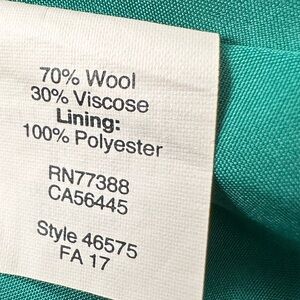 70% Wool
30% Viscose
Lining:
100% Polyester
RN77388
CA56445
Style 46575
FA 17